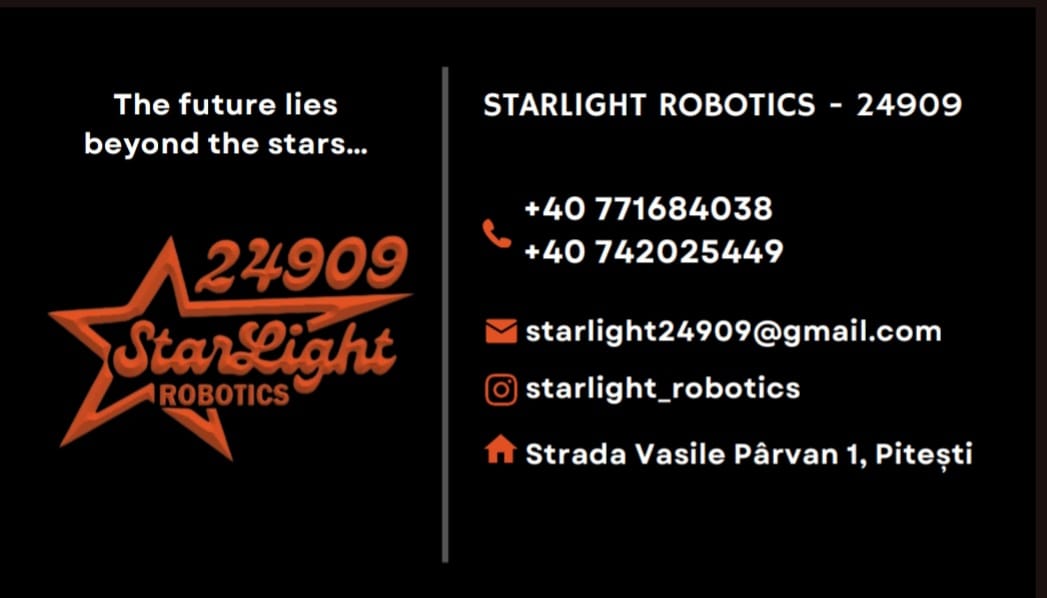 The future lies
beyond the stars...
24909
StarLight
ROBOTICS
STARLIGHT ROBOTICS - 24909
+40 771684038
+40 742025449
starlight24909@gmail.com
starlight_robotics
Strada Vasile Pârvan 1, Pitești